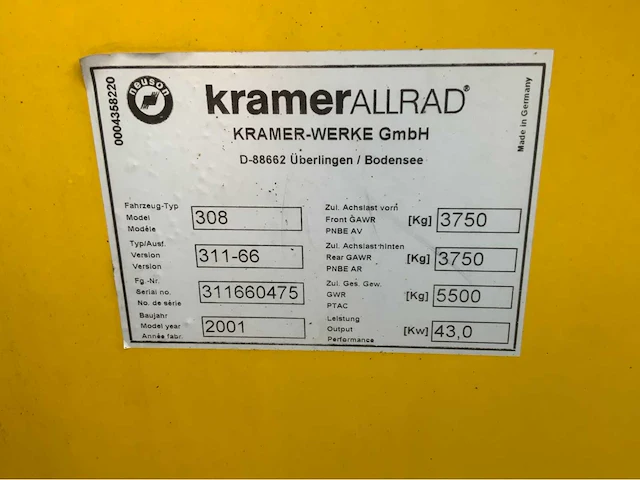 0004358220
neuson
kramerALLRAD®
KRAMER-WERKE GmbH
D-88662 Überlingen / Bodensee
Made in Germany
Fahrzeug-Typ
Model 308
Modéle
Typ/Ausf.
Version 311-66
Version
Fg.-Nr.
Serial no. 311660475
No. de série
Baujahr
Model year 2001
Année fabr.
Zul. Achslast vorn
Front GAWR [Kg] 3750
PNBE AV
Zul. Achslast hinten
Rear GAWR [Kg] 3750
PNBE AR
Zul. Ges. Gew.
GWR [Kg] 5500
PTAC
Leistung
Output [Kw] 43,0
Performance